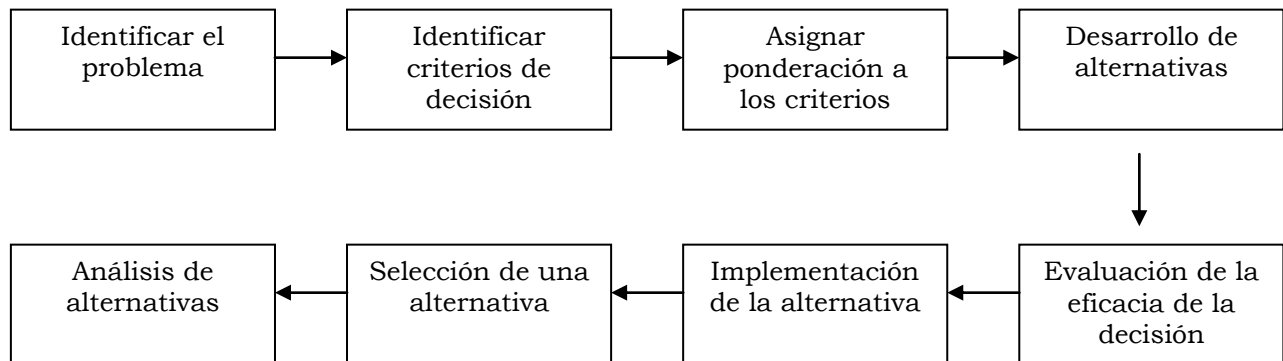 Identificar el
problema
Identificar
criterios de
decisión
Asignar
ponderación a
los criterios
Desarrollo de
alternativas
Análisis de
alternativas
Selección de una
alternativa
Implementación
de la alternativa
Evaluación de la
eficacia de la
decisión